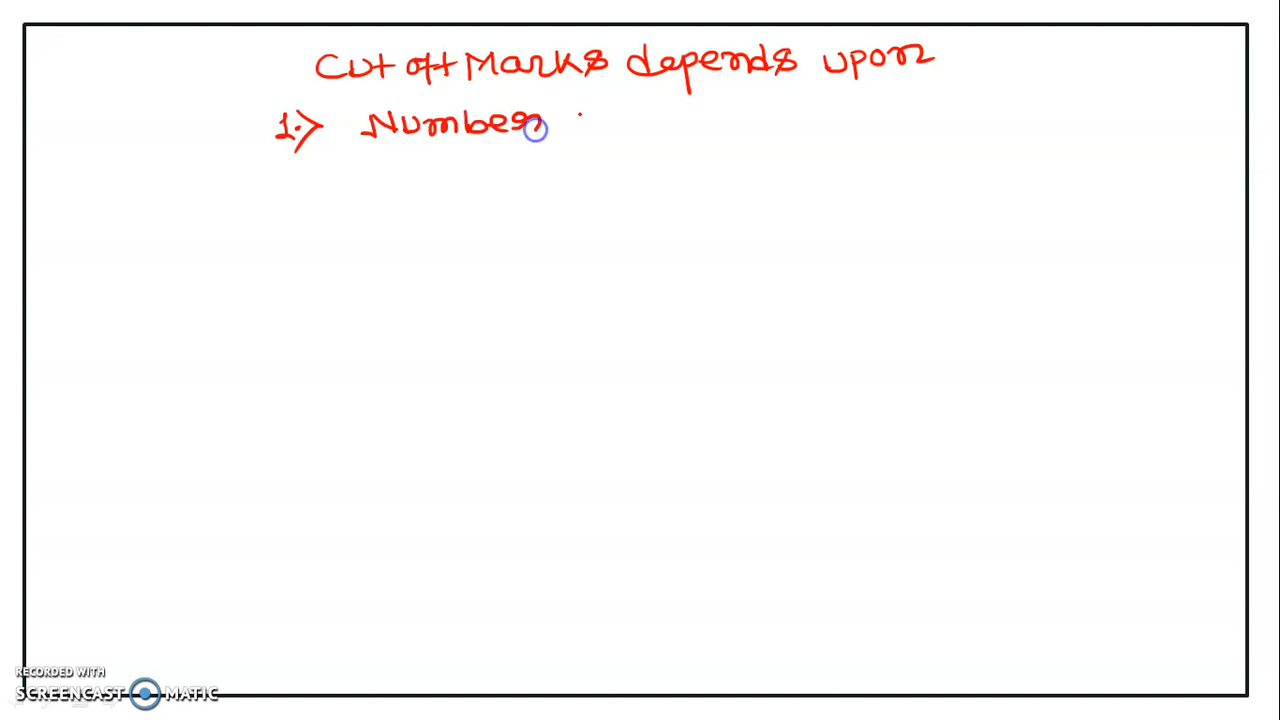 Cut off Marks depends upon
1.) Number
RECORDED WITH
SCREENCAST MATIC